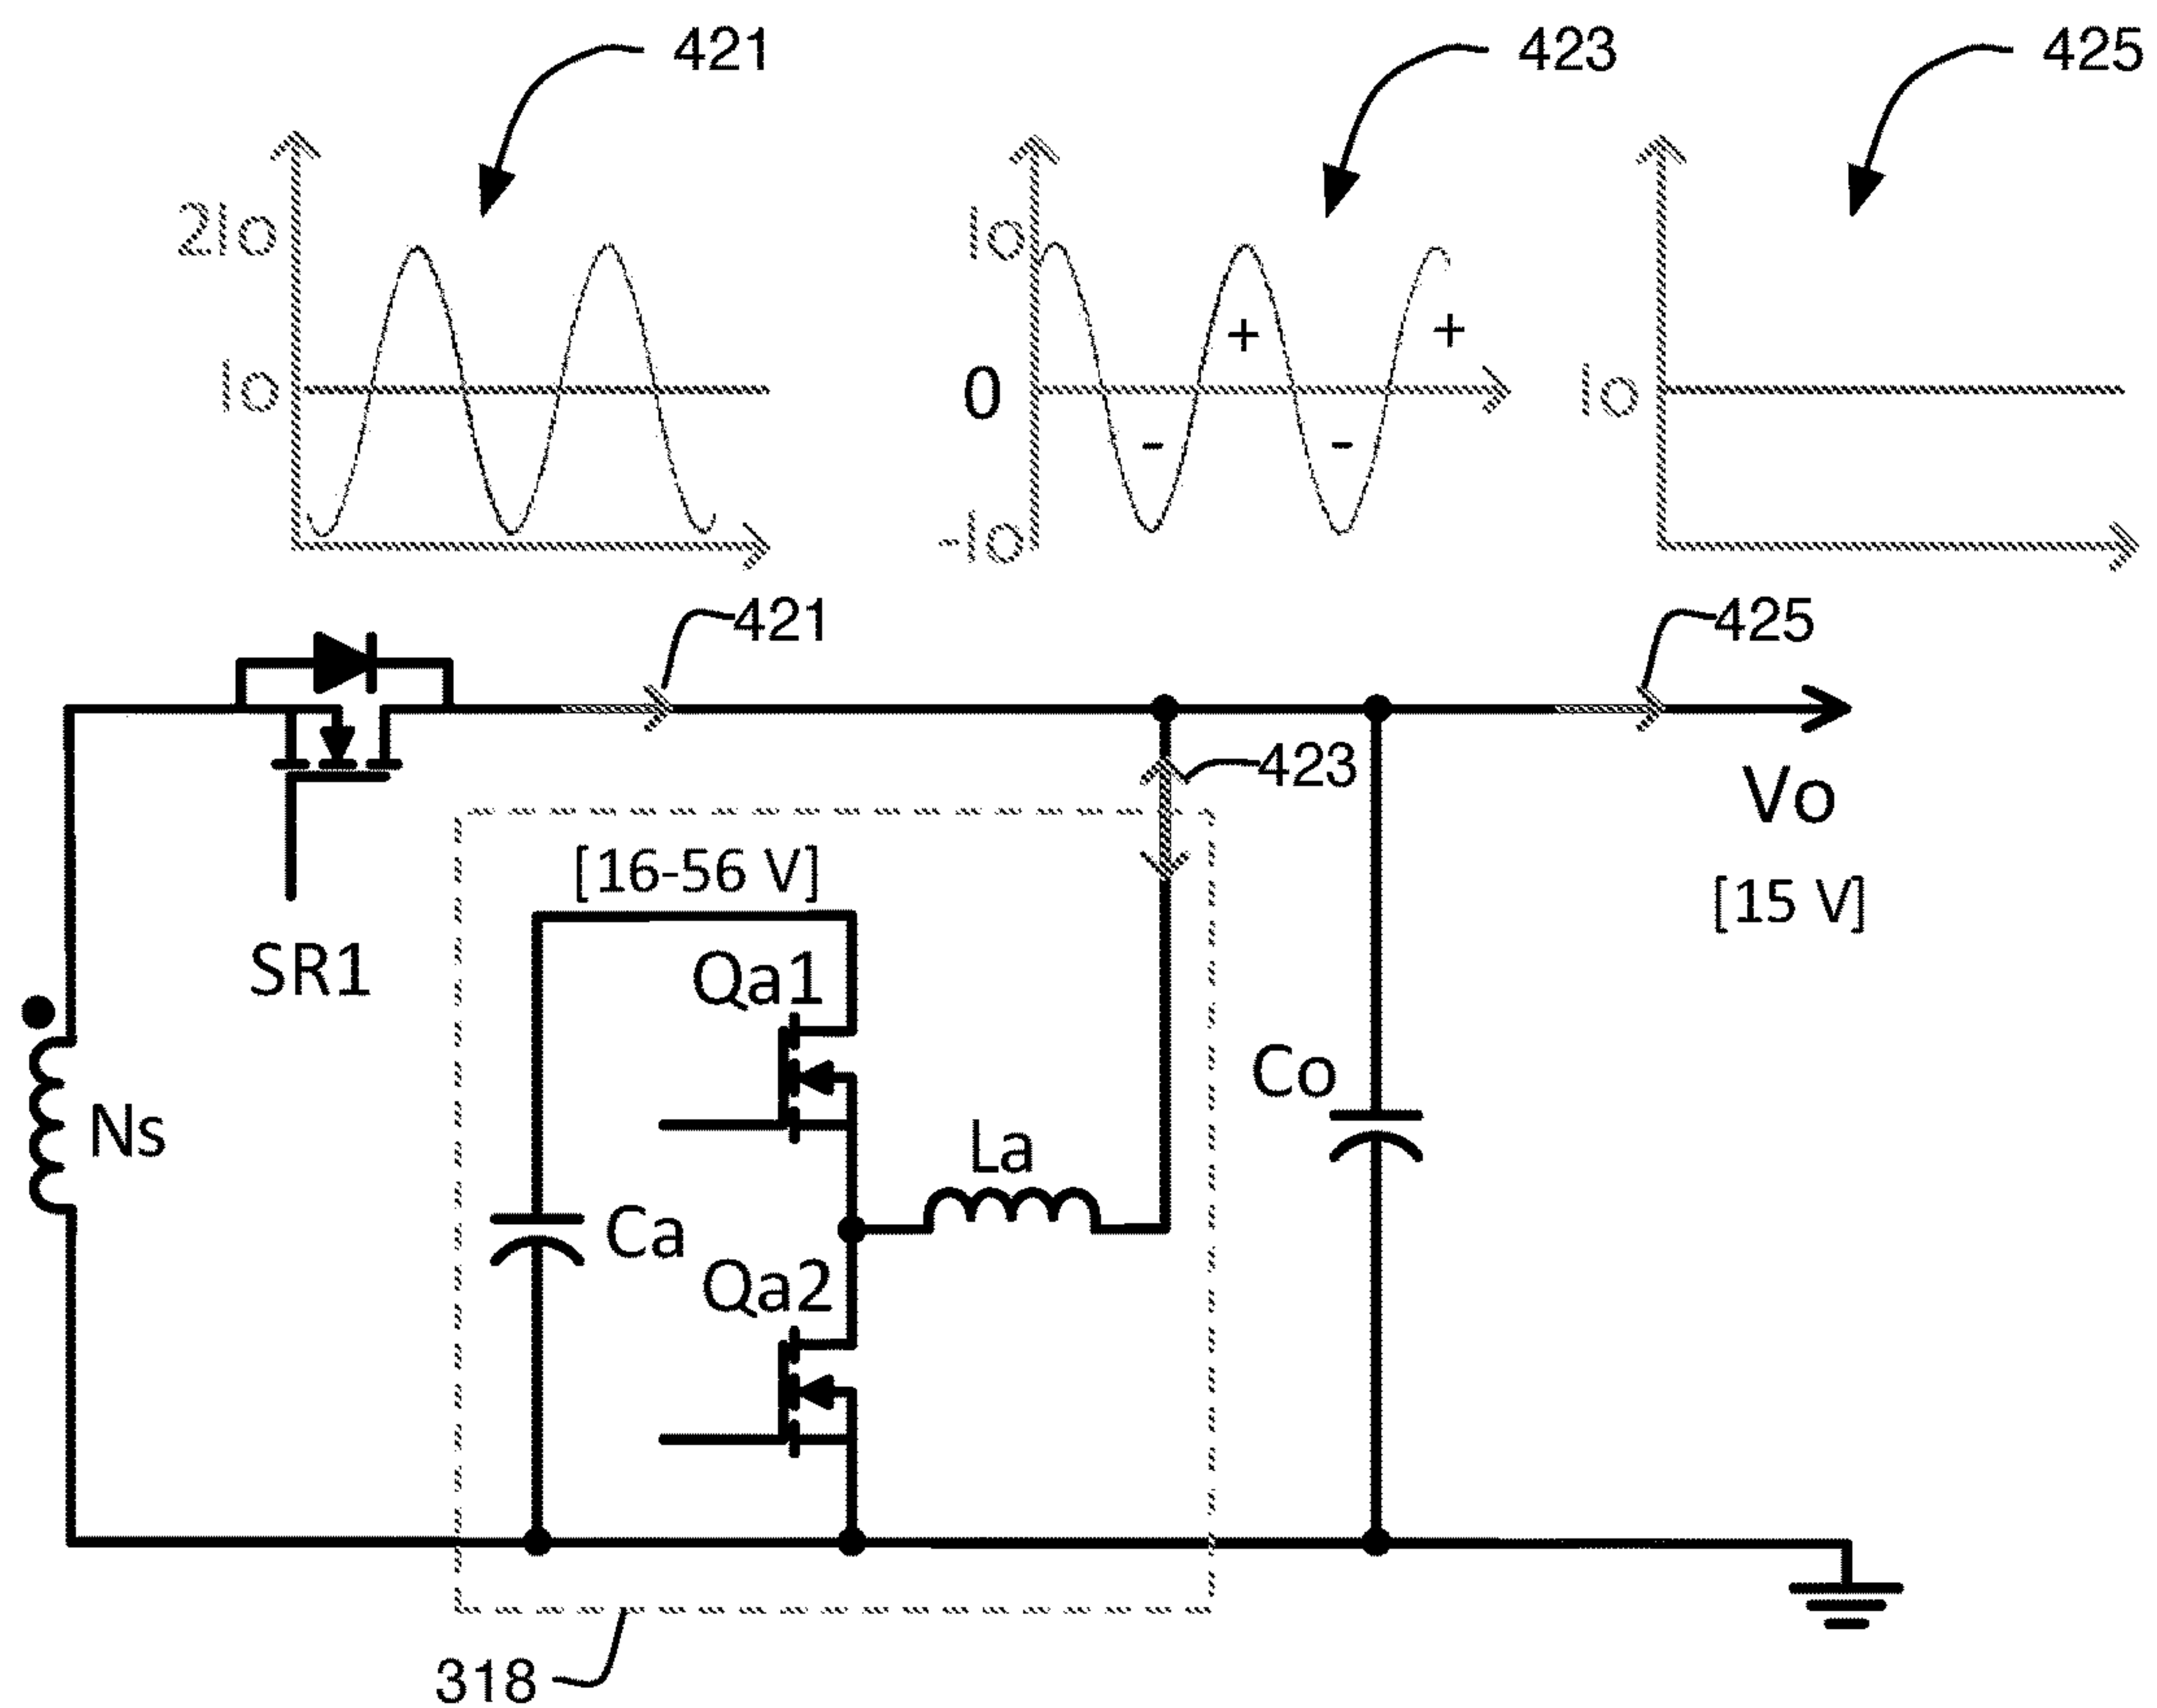 421
423
425
2Io
Io
Io
0
-Io
+
+
-
-
Io
421
425
423
Vo
[15 V]
[16-56 V]
SR1
Qa1
Ns
Co
La
Ca
Qa2
318